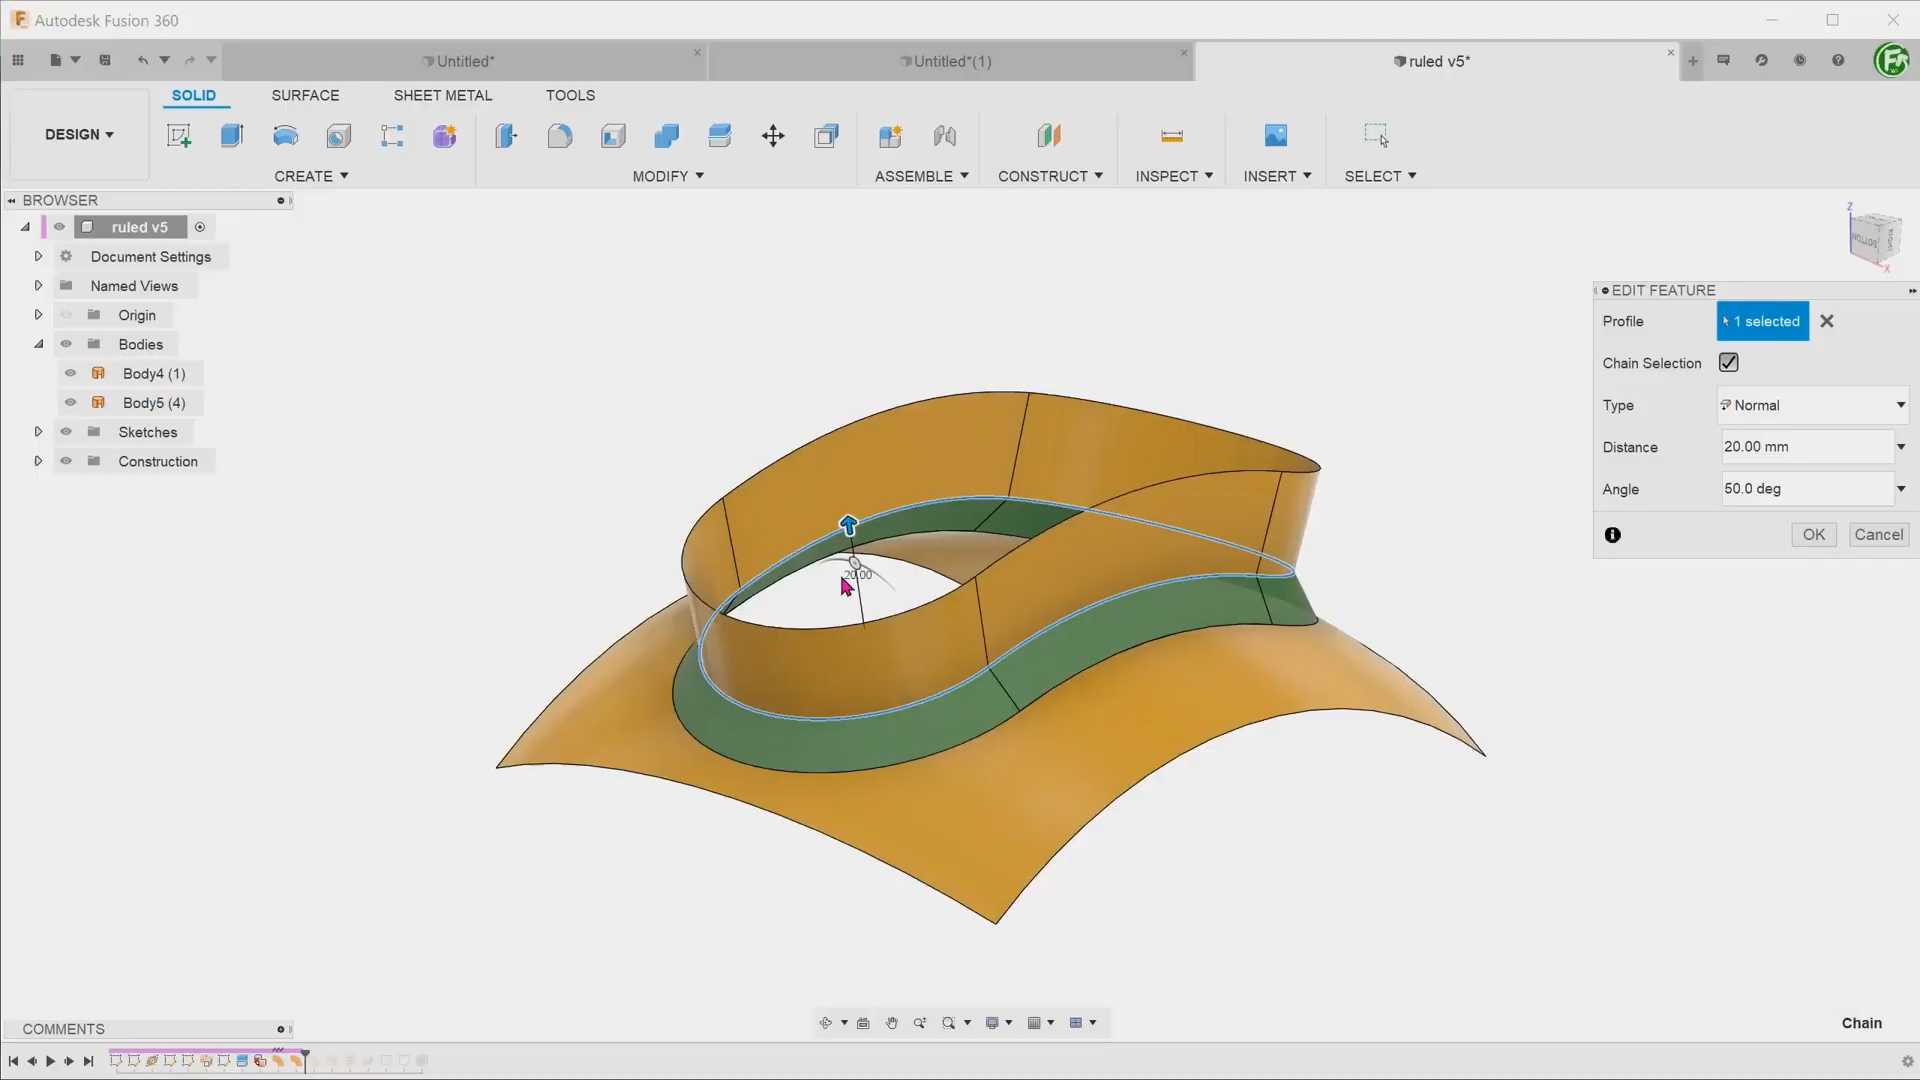 Autodesk Fusion 360
Untitled*
Untitled*(1)
ruled v5*
SOLID
SURFACE
SHEET METAL
TOOLS
DESIGN
CREATE
MODIFY
ASSEMBLE
CONSTRUCT
INSPECT
INSERT
SELECT
BROWSER
ruled v5
Document Settings
Named Views
Origin
Bodies
Body4 (1)
Body5 (4)
Sketches
Construction
Z
BOTTOM
RIGHT
X
EDIT FEATURE
Profile
1 selected
Chain Selection
Type
Normal
Distance
20.00 mm
Angle
50.0 deg
OK
Cancel
20.00
COMMENTS
Chain